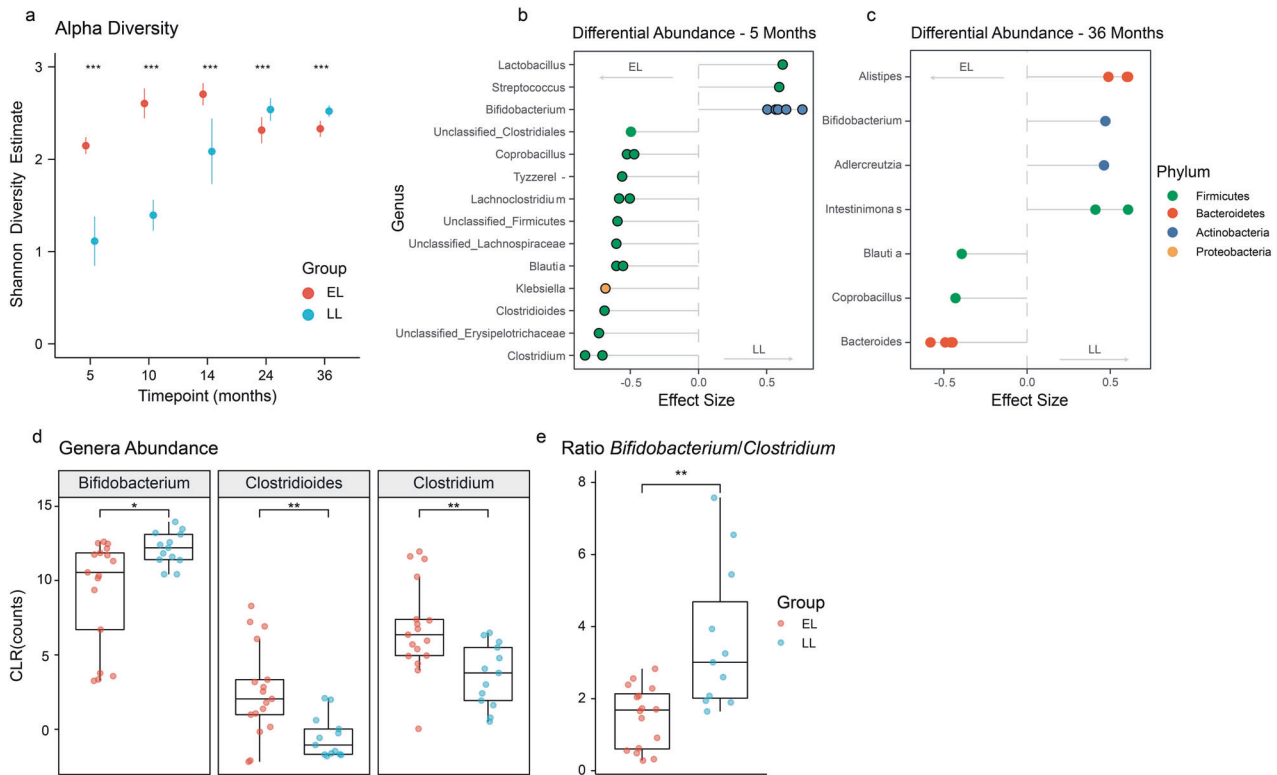 a
Alpha Diversity
Shannon Diversity Estimate
3
2
1
0
***
***
***
***
***
Group
EL
LL
5
10
14
24
36
Timepoint (months)
b
Differential Abundance - 5 Months
Genus
Lactobacillus
Streptococcus
Bifidobacterium
Unclassified_Clostridiales
Coprobacillus
Tyzzerel -
Lachnoclostridium
Unclassified_Firmicutes
Unclassified_Lachnospiraceae
Blautia
Klebsiella
Clostridioides
Unclassified_Erysipelotrichaceae
Clostridium
EL
LL
-0.5
0.0
0.5
Effect Size
c
Differential Abundance - 36 Months
Alistipes
Bifidobacterium
Adlercreutzia
Intestinimona s
Blauti a
Coprobacillus
Bacteroides
EL
LL
-0.5
0.0
0.5
Effect Size
Phylum
Firmicutes
Bacteroidetes
Actinobacteria
Proteobacteria
d
Genera Abundance
Bifidobacterium
Clostridioides
Clostridium
CLR(counts)
15
10
5
0
*
**
**
e
Ratio Bifidobacterium/Clostridium
8
6
4
2
0
**
Group
EL
LL